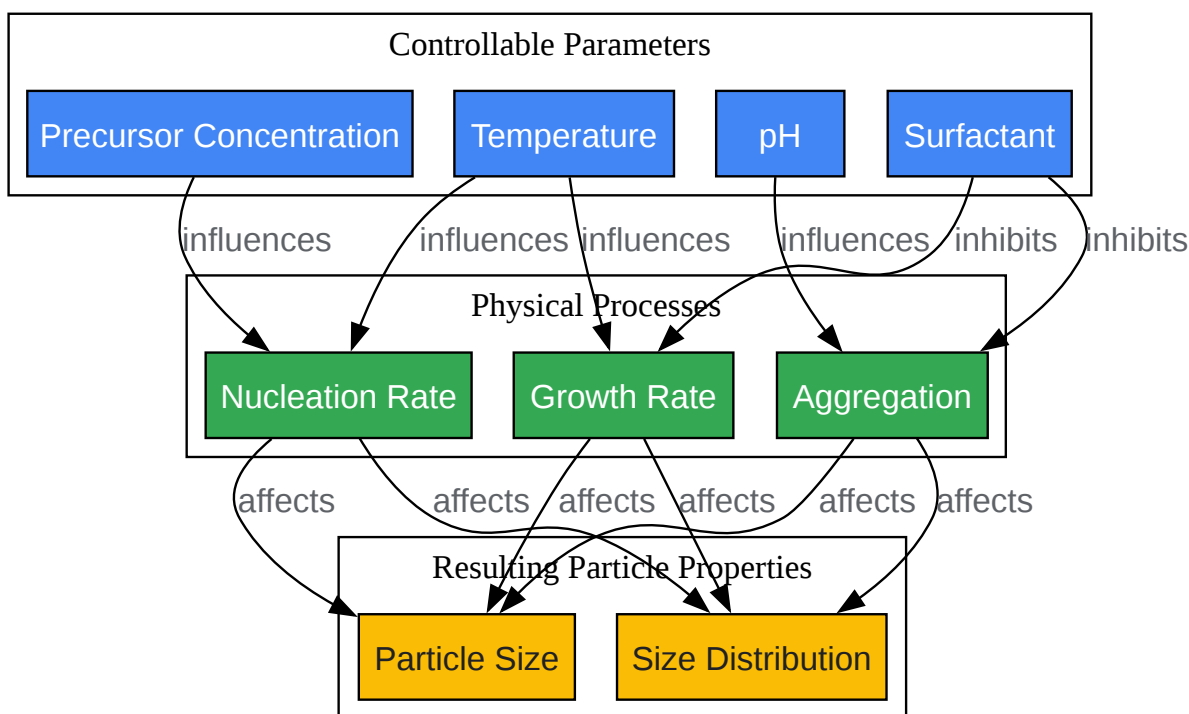 Controllable Parameters
Precursor Concentration
Temperature
pH
Surfactant
influences
influences
influences
influences
inhibits
inhibits
Physical Processes
Nucleation Rate
Growth Rate
Aggregation
affects
affects
affects
affects
affects
affects
Resulting Particle Properties
Particle Size
Size Distribution